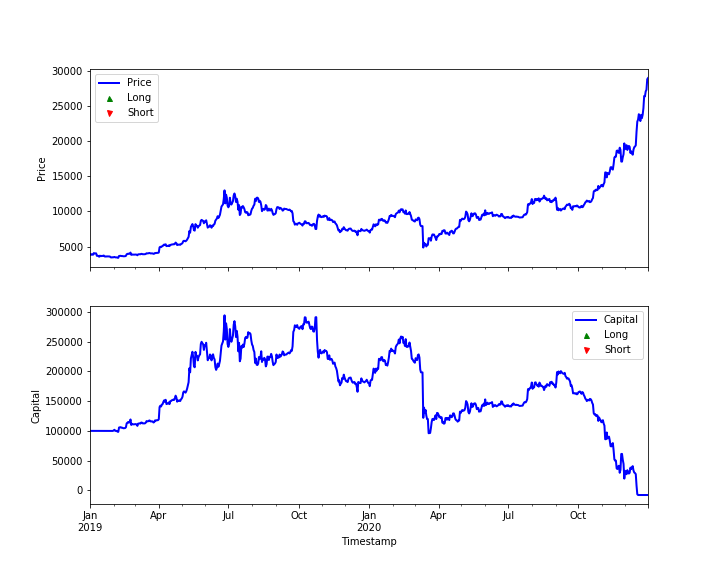 30000
25000
20000
15000
10000
5000
Price
Price
Long
Short
300000
250000
200000
150000
100000
50000
0
Capital
Capital
Long
Short
Jan
2019
Apr
Jul
Oct
Jan
2020
Apr
Jul
Oct
Timestamp